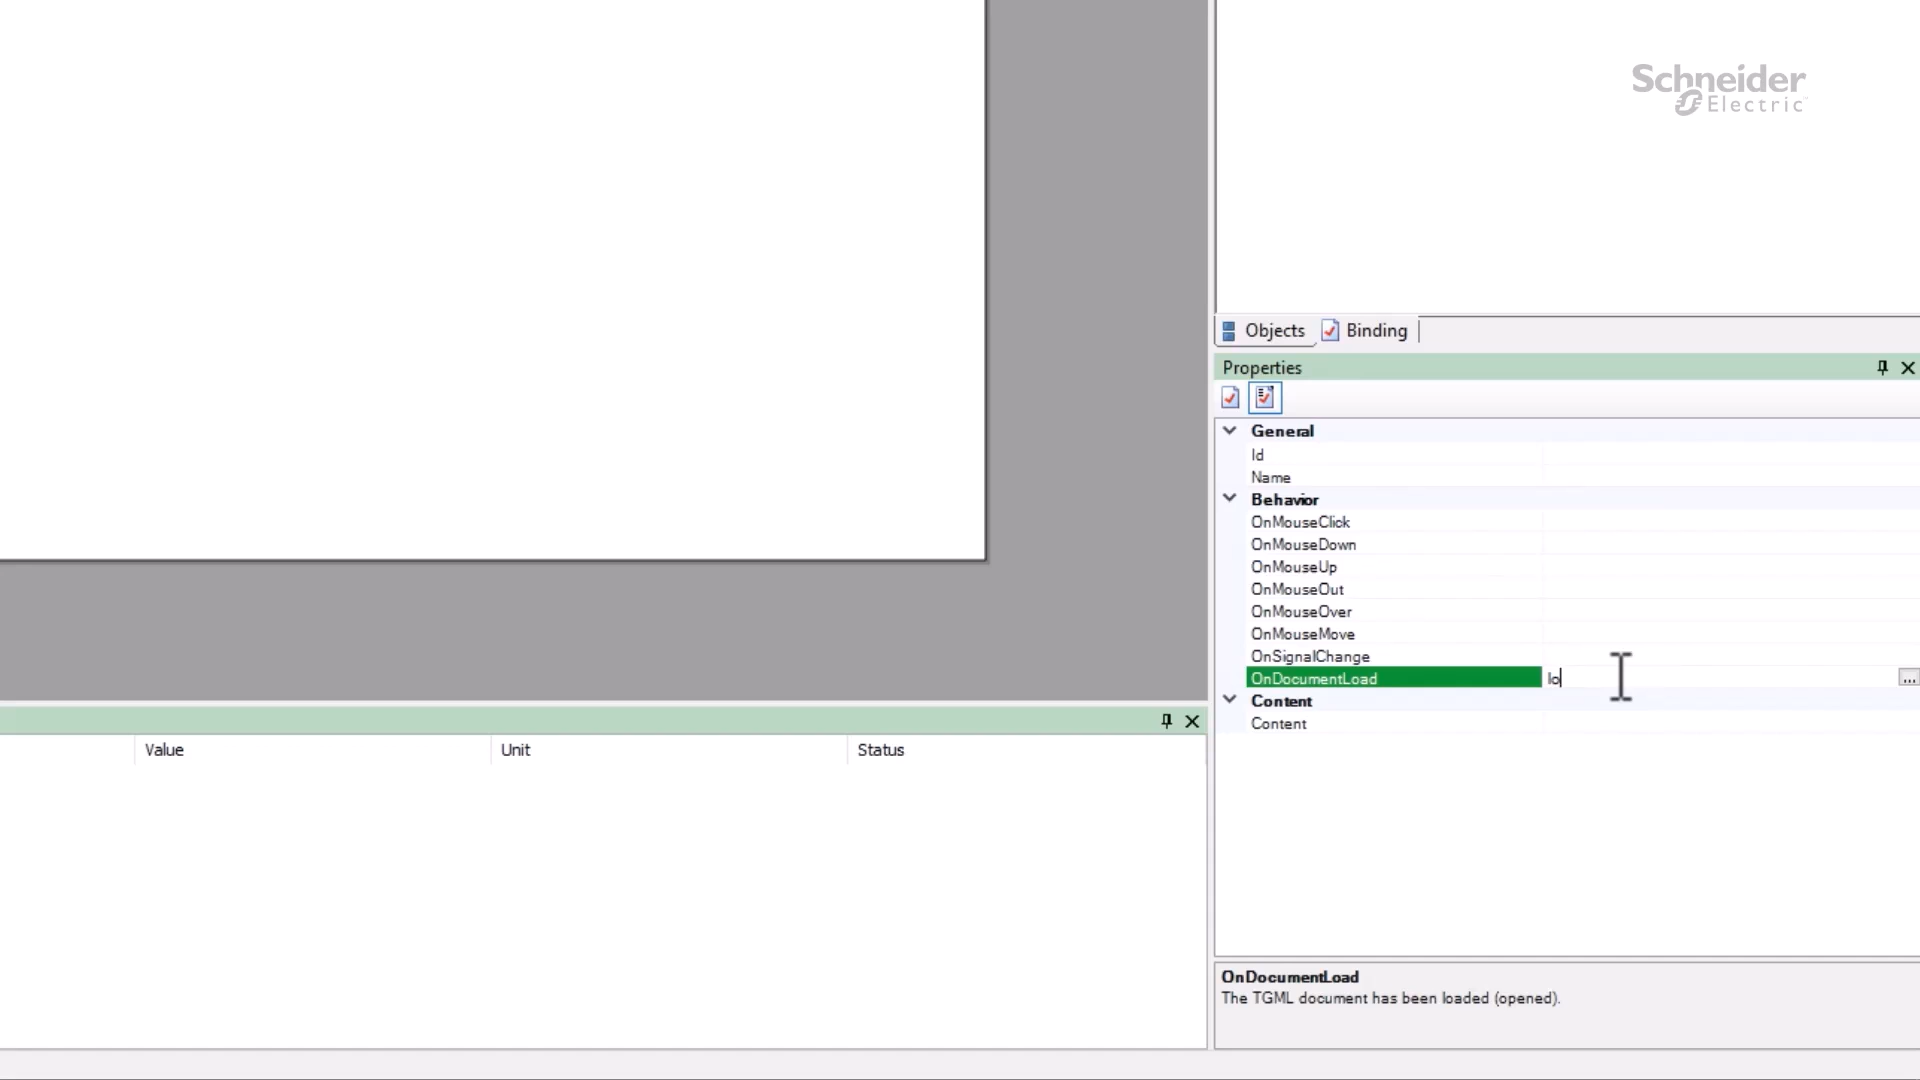 Schneider
Electric
Objects
Binding
Properties
General
Id
Name
Behavior
OnMouseClick
OnMouseDown
OnMouseUp
OnMouseOut
OnMouseOver
OnMouseMove
OnSignalChange
OnDocumentLoad lo ...
Content
Content
Value Unit Status
OnDocumentLoad
The TGML document has been loaded (opened).